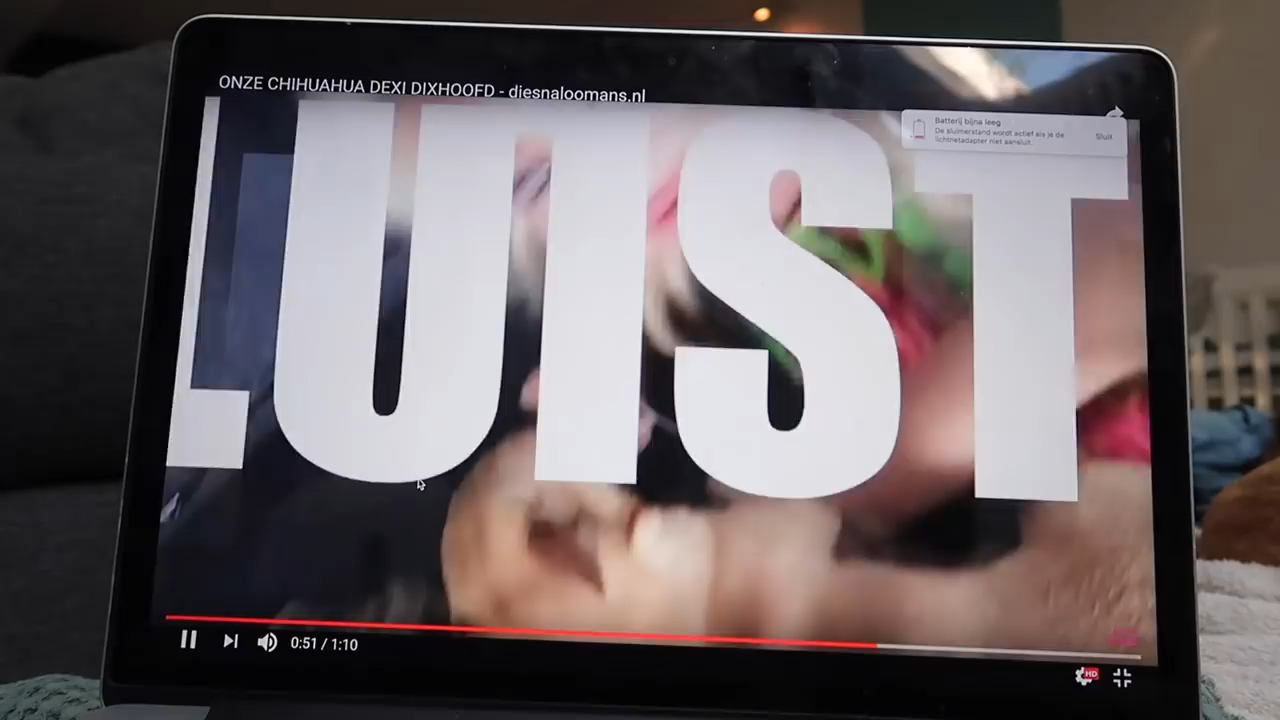 ONZE CHIHUAHUA DEXI DIXHOOFD - diesnaloomans.nl
Batterij bijna leeg
De sluimerstand wordt actief als je de
lichtnetadapter niet aansluit.
Sluit
LUIST
0:51 / 1:10
HD